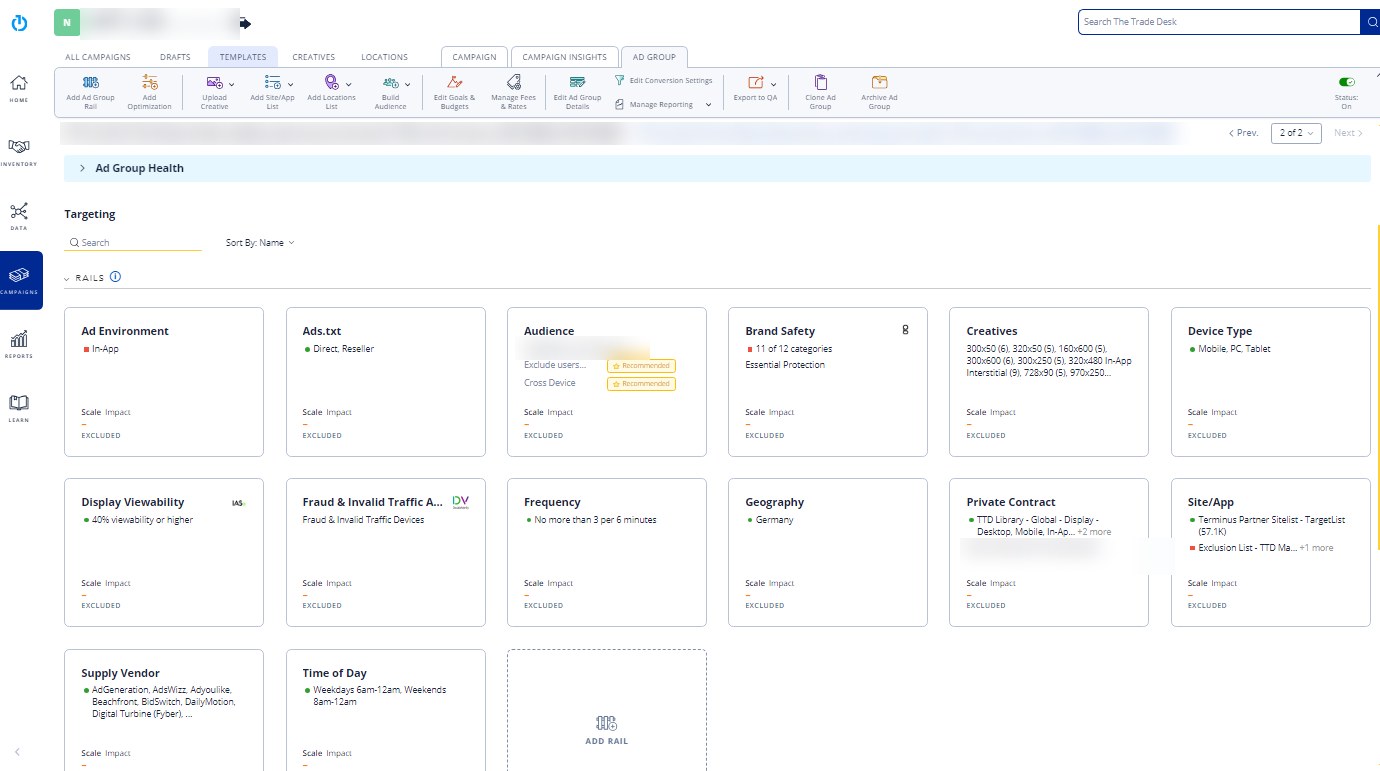 N
Search The Trade Desk
ALL CAMPAIGNS DRAFTS TEMPLATES CREATIVES LOCATIONS CAMPAIGN CAMPAIGN INSIGHTS AD GROUP
Add Ad Group Rail
Add Optimization
Upload Creative
Add Site/App List
Add Locations List
Build Audience
Edit Goals & Budgets
Manage Fees & Rates
Edit Ad Group Details
Edit Conversion Settings
Manage Reporting
Export to QA
Clone Ad Group
Archive Ad Group
Status: On
HOME
INVENTORY
DATA
CAMPAIGNS
REPORTS
LEARN
Prev. 2 of 2 Next
Ad Group Health
Targeting
Search Sort By: Name
RAILS
Ad Environment
In-App
Scale Impact
–
EXCLUDED
Ads.txt
Direct, Reseller
Scale Impact
–
EXCLUDED
Audience
Exclude users... Recommended
Cross Device Recommended
Scale Impact
–
EXCLUDED
Brand Safety
11 of 12 categories
Essential Protection
Scale Impact
–
EXCLUDED
Creatives
300x50 (6), 320x50 (5), 160x600 (5),
300x600 (6), 300x250 (5), 320x480 In-App
Interstitial (9), 728x90 (5), 970x250...
Scale Impact
–
EXCLUDED
Device Type
Mobile, PC, Tablet
Scale Impact
–
EXCLUDED
Display Viewability IAS
40% viewability or higher
Scale Impact
–
EXCLUDED
Fraud & Invalid Traffic A... DV
Fraud & Invalid Traffic Devices
Scale Impact
–
EXCLUDED
Frequency
No more than 3 per 6 minutes
Scale Impact
–
EXCLUDED
Geography
Germany
Scale Impact
–
EXCLUDED
Private Contract
TTD Library - Global - Display -
Desktop, Mobile, In-Ap... +2 more
Scale Impact
–
EXCLUDED
Site/App
Terminus Partner Sitelist - TargetList
(57.1K)
Exclusion List - TTD Ma... +1 more
Scale Impact
–
EXCLUDED
Supply Vendor
AdGeneration, AdsWizz, Adyoulike,
Beachfront, BidSwitch, DailyMotion,
Digital Turbine (Fyber), ...
Scale Impact
–
Time of Day
Weekdays 6am-12am, Weekends
8am-12am
Scale Impact
–
ADD RAIL